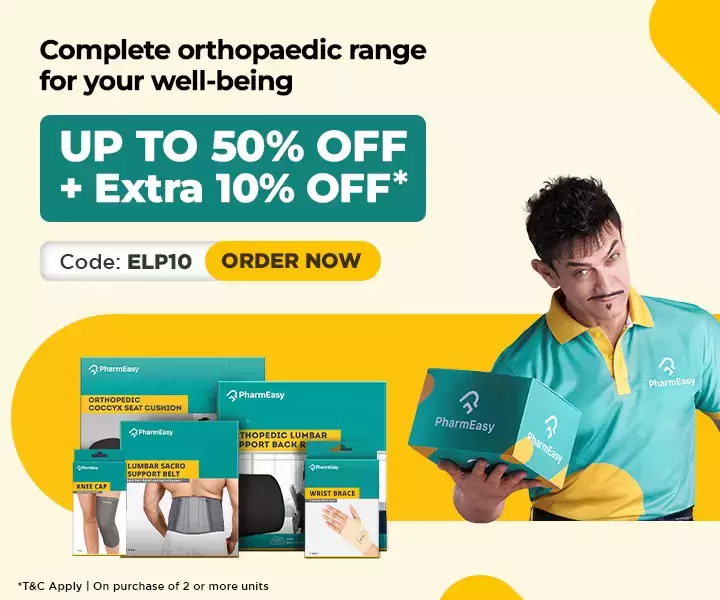 Complete orthopaedic range
for your well-being
UP TO 50% OFF
+ Extra 10% OFF*
Code: ELP10
ORDER NOW
PharmEasy
ORTHOPEDIC
COCCYX SEAT CUSHION
PharmEasy
THOPEDIC LUMBAR
PPORT BACK R
PharmEasy
LUMBAR SACRO
SUPPORT BELT
PharmEasy
KNEE CAP
PharmEasy
WRIST BRACE
PharmEasy
PharmEasy
PharmEasy
*T&C Apply | On purchase of 2 or more units